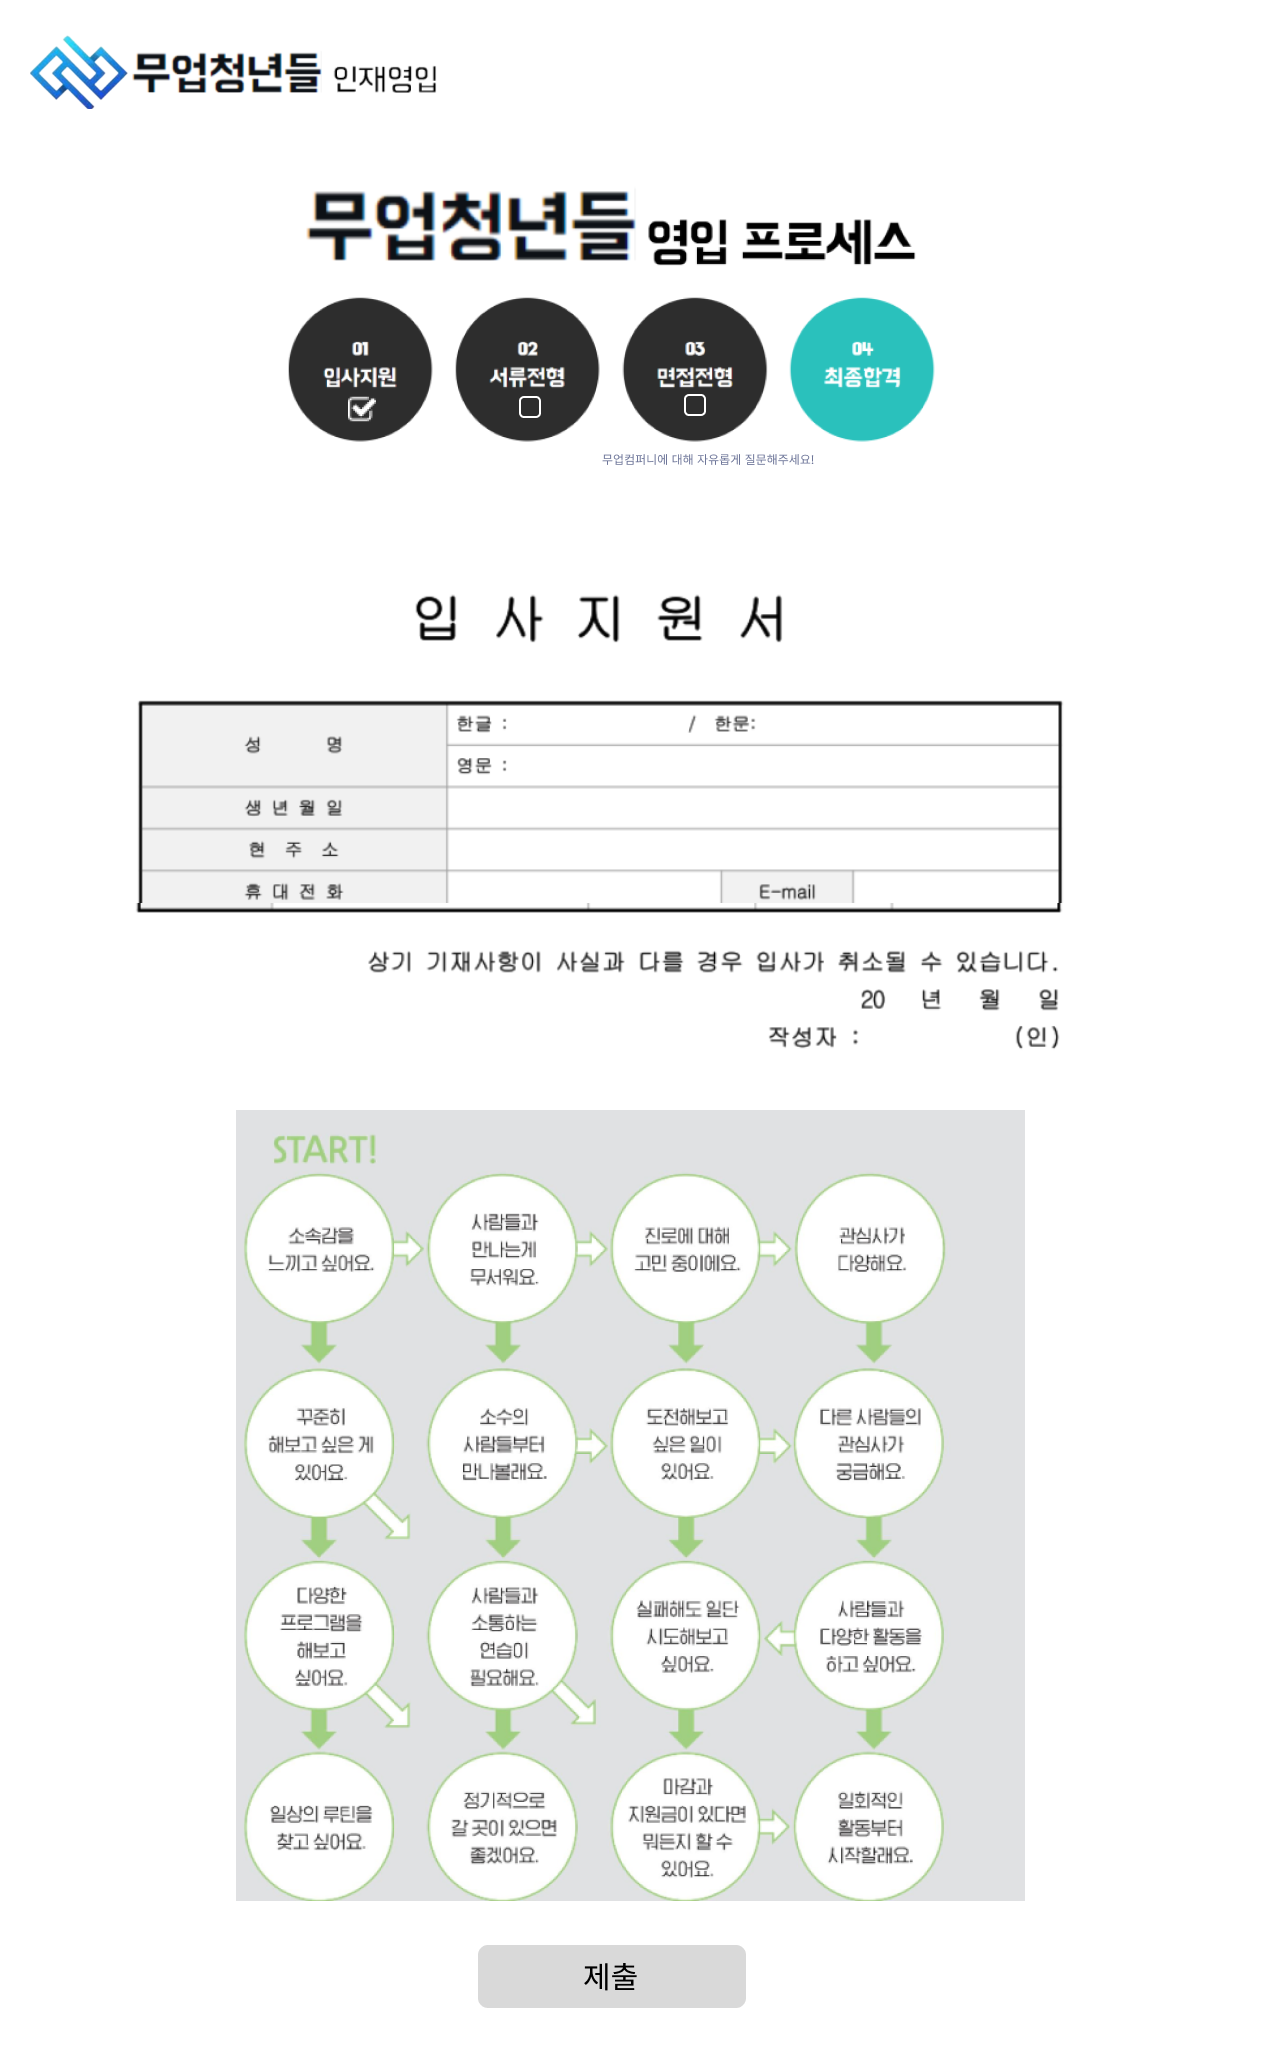 무업청년들 인재영입
무업청년들 영입 프로세스
01
입사지원
02
서류전형
03
면접전형
04
최종합격
무업컴퍼니에 대해 자유롭게 질문해주세요!
입 사 지 원 서
성 명
한글 : / 한문:
영문 :
생 년 월 일
현 주 소
휴 대 전 화
E-mail
상기 기재사항이 사실과 다를 경우 입사가 취소될 수 있습니다.
20 년 월 일
작성자 : (인)
START!
소속감을
느끼고 싶어요.
사람들과
만나는게
무서워요.
진로에 대해
고민 중이에요.
관심사가
다양해요.
꾸준히
해보고 싶은 게
있어요.
소수의
사람들부터
만나볼래요.
도전해보고
싶은 일이
있어요.
다른 사람들의
관심사가
궁금해요.
다양한
프로그램을
해보고
싶어요.
사람들과
소통하는
연습이
필요해요.
실패해도 일단
시도해보고
싶어요.
사람들과
다양한 활동을
하고 싶어요.
일상의 루틴을
찾고 싶어요.
정기적으로
갈 곳이 있으면
좋겠어요.
마감과
지원금이 있다면
뭐든지 할 수
있어요.
일회적인
활동부터
시작할래요.
제출